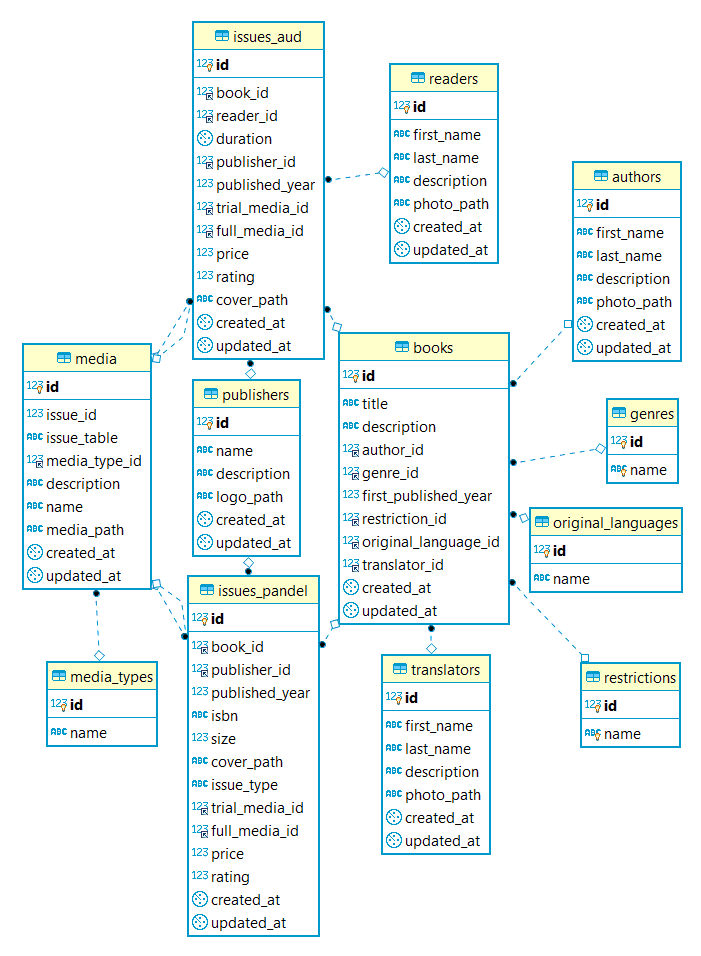 issues_aud
id
book_id
reader_id
duration
publisher_id
published_year
trial_media_id
full_media_id
price
rating
cover_path
created_at
updated_at
readers
id
first_name
last_name
description
photo_path
created_at
updated_at
authors
id
first_name
last_name
description
photo_path
created_at
updated_at
media
id
issue_id
issue_table
media_type_id
description
name
media_path
created_at
updated_at
publishers
id
name
description
logo_path
created_at
updated_at
books
id
title
description
author_id
genre_id
first_published_year
restriction_id
original_language_id
translator_id
created_at
updated_at
genres
id
name
original_languages
id
name
issues_pandel
id
book_id
publisher_id
published_year
isbn
size
cover_path
issue_type
trial_media_id
full_media_id
price
rating
created_at
updated_at
media_types
id
name
translators
id
first_name
last_name
description
photo_path
created_at
updated_at
restrictions
id
name